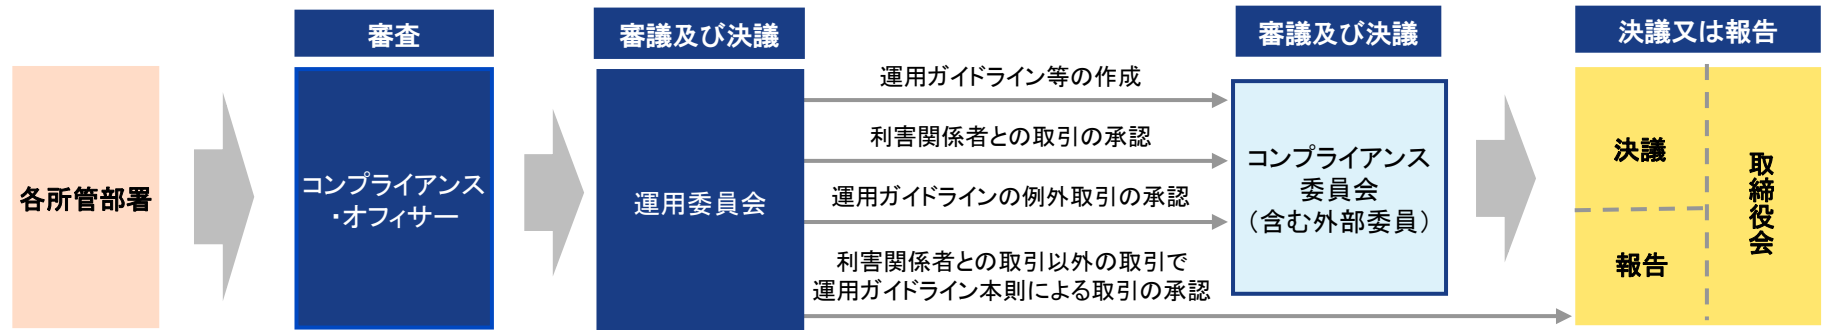 審査
審議及び決議
審議及び決議
決議又は報告
各所管部署
コンプライアンス
・オフィサー
運用委員会
運用ガイドライン等の作成
利害関係者との取引の承認
運用ガイドラインの例外取引の承認
利害関係者との取引以外の取引で
運用ガイドライン本則による取引の承認
コンプライアンス
委員会
（含む外部委員）
決議
報告
取締役会